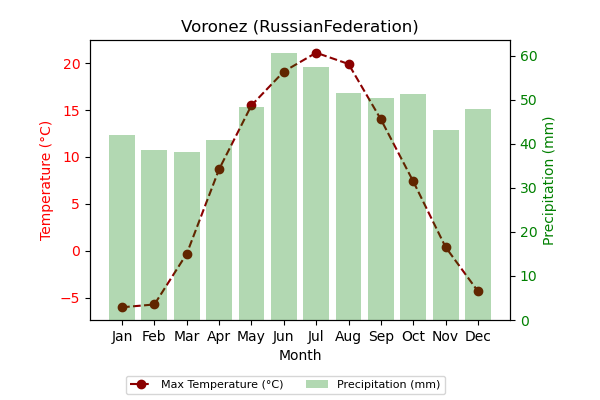 Voronez (RussianFederation)
20
15
10
5
0
−5
Temperature (°C)
60
50
40
30
20
10
0
Precipitation (mm)
Jan Feb Mar Apr May Jun Jul Aug Sep Oct Nov Dec
Month
Max Temperature (°C) Precipitation (mm)